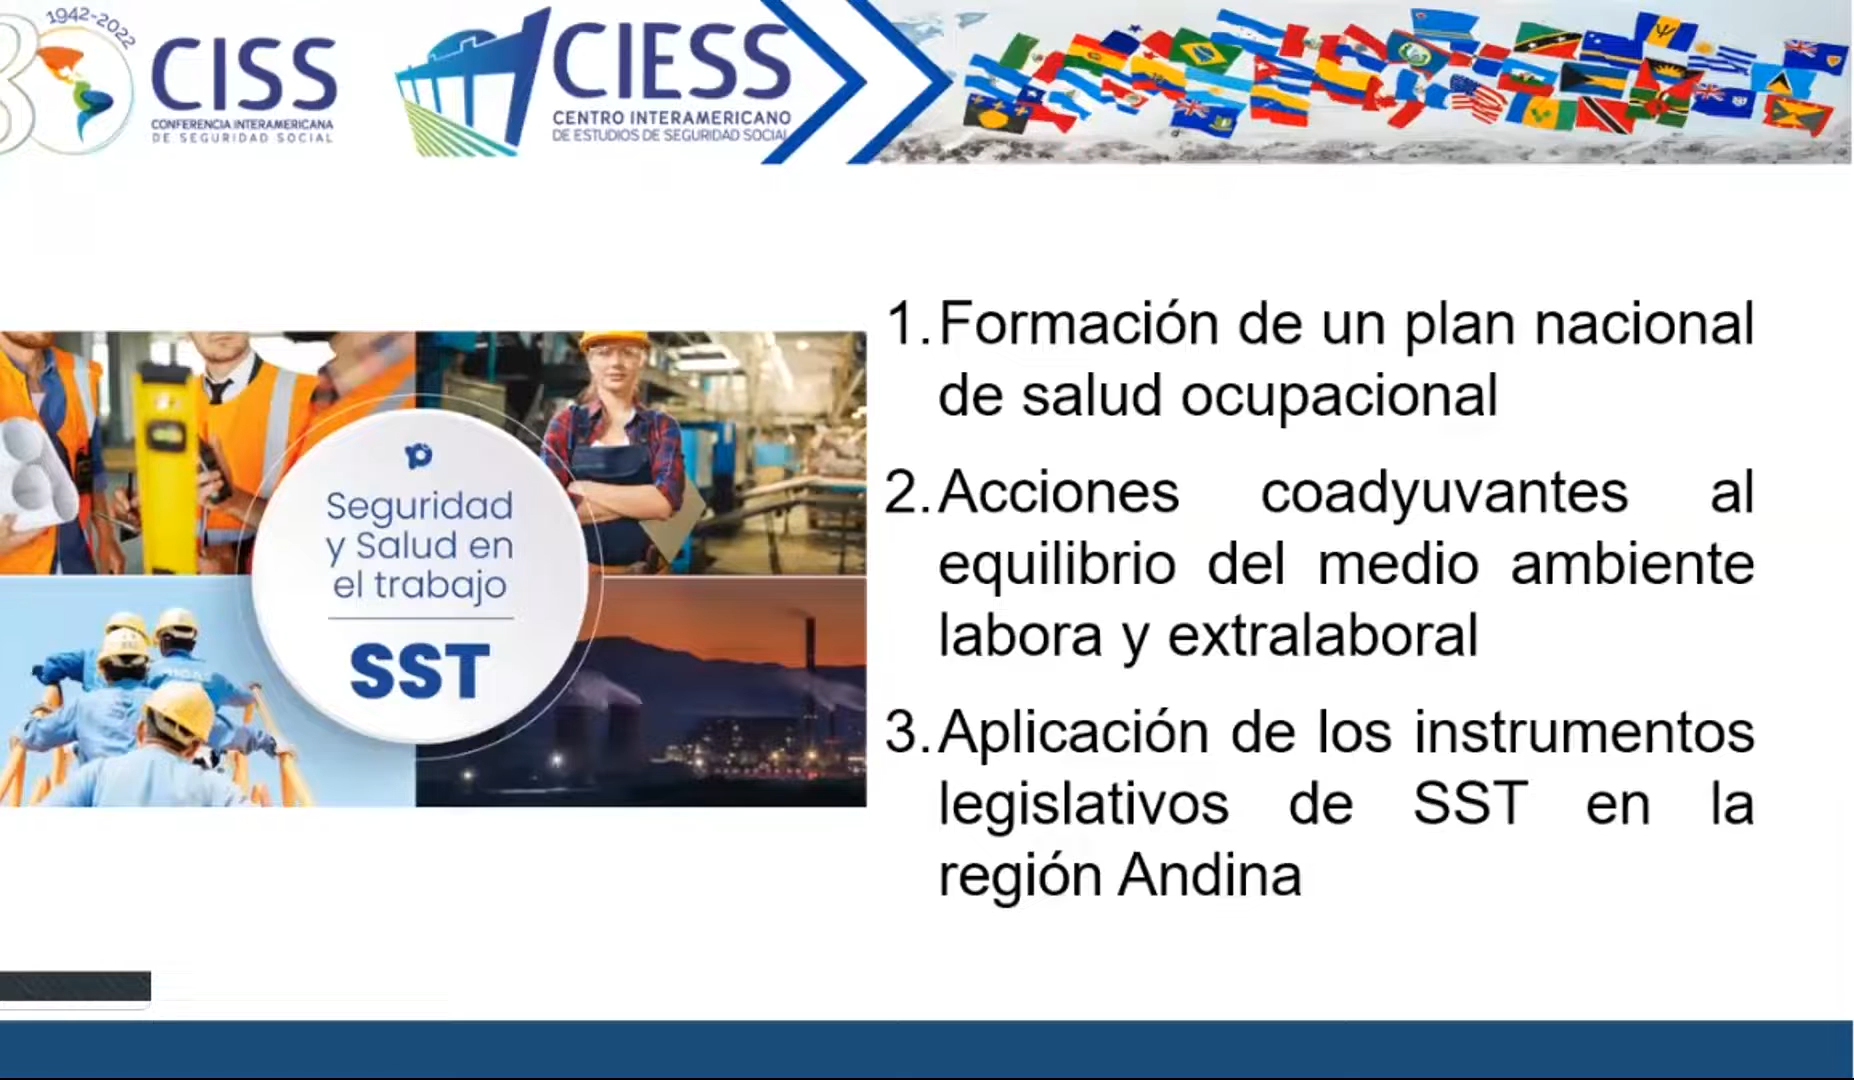 1942-2022
CISS
CONFERENCIA INTERAMERICANA
DE SEGURIDAD SOCIAL
CIESS
CENTRO INTERAMERICANO
DE ESTUDIOS DE SEGURIDAD SOCIAL
Seguridad
y Salud en
el trabajo
SST
1. Formación de un plan nacional
de salud ocupacional
2. Acciones coadyuvantes al
equilibrio del medio ambiente
labora y extralaboral
3. Aplicación de los instrumentos
legislativos de SST en la
región Andina